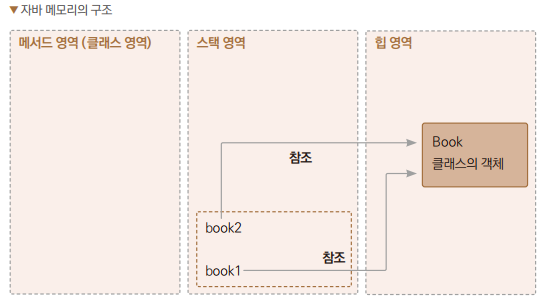 ▼ 자바 메모리의 구조
메서드 영역 (클래스 영역)
스택 영역
힙 영역
Book
클래스의 객체
참조
book2
참조
book1